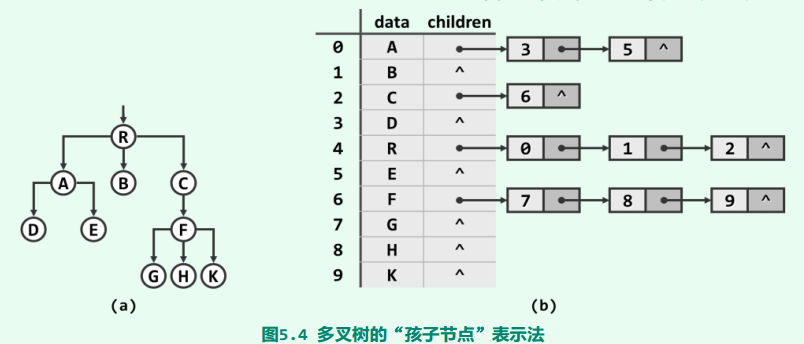 data children
0 A 3 5 ^
1 B ^
2 C 6 ^
3 D ^
4 R 0 1 2 ^
5 E ^
6 F 7 8 9 ^
7 G ^
8 H ^
9 K ^
R
A B C
D E F
G H K
(a) (b)
图5.4 多叉树的“孩子节点”表示法